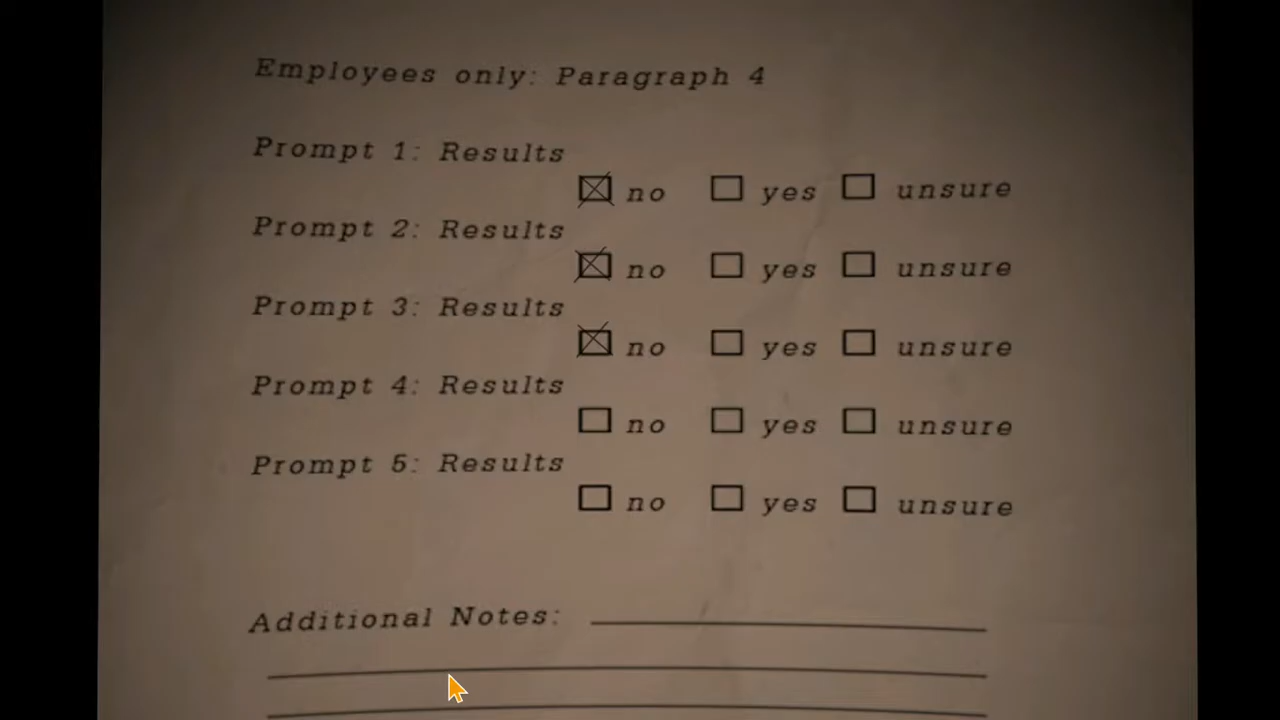 Employees only: Paragraph 4
Prompt 1: Results
no yes unsure
Prompt 2: Results
no yes unsure
Prompt 3: Results
no yes unsure
Prompt 4: Results
no yes unsure
Prompt 5: Results
no yes unsure
Additional Notes: